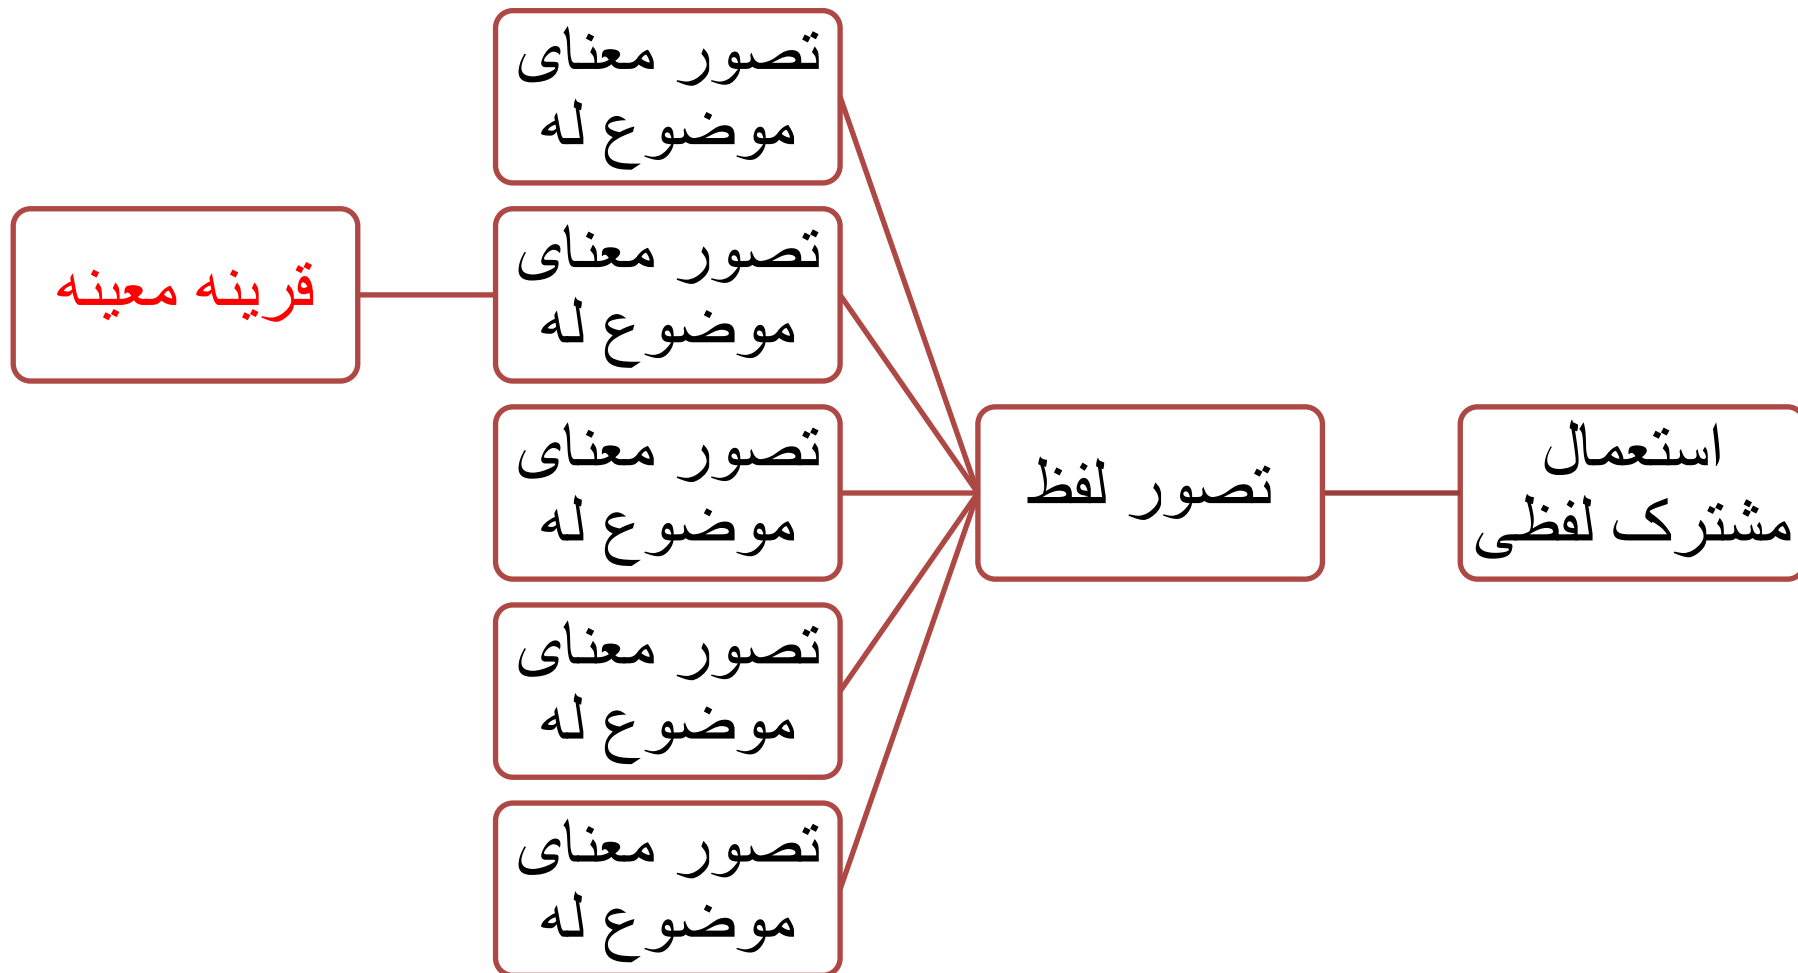 استعمال
مشترک لفظی
تصور لفظ
تصور معنای
موضوع له
تصور معنای
موضوع له
تصور معنای
موضوع له
تصور معنای
موضوع له
تصور معنای
موضوع له
قرینه معینه